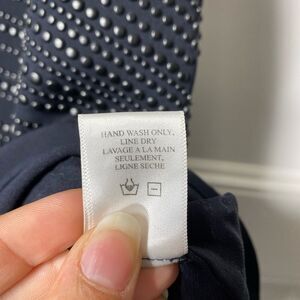 HAND WASH ONLY,
LINE DRY
LAVAGE A LA MAIN
SEULEMENT,
LIGNE SECHE